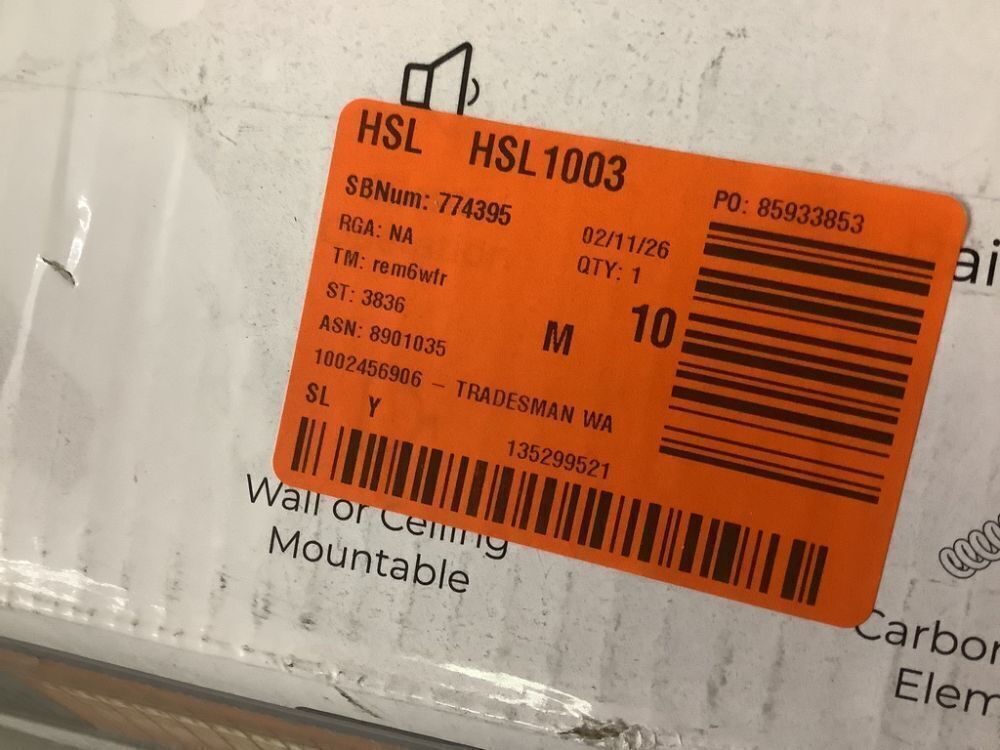 HSL HSL1003
SBNum: 774395
PO: 85933853
RGA: NA
02/11/26
TM: rem6wfr
QTY: 1
ST: 3836
M 10
ASN: 8901035
1002456906 - TRADESMAN WA
SL Y
135299521
Wall or Ceiling
Mountable
ai
Carbon
Elem